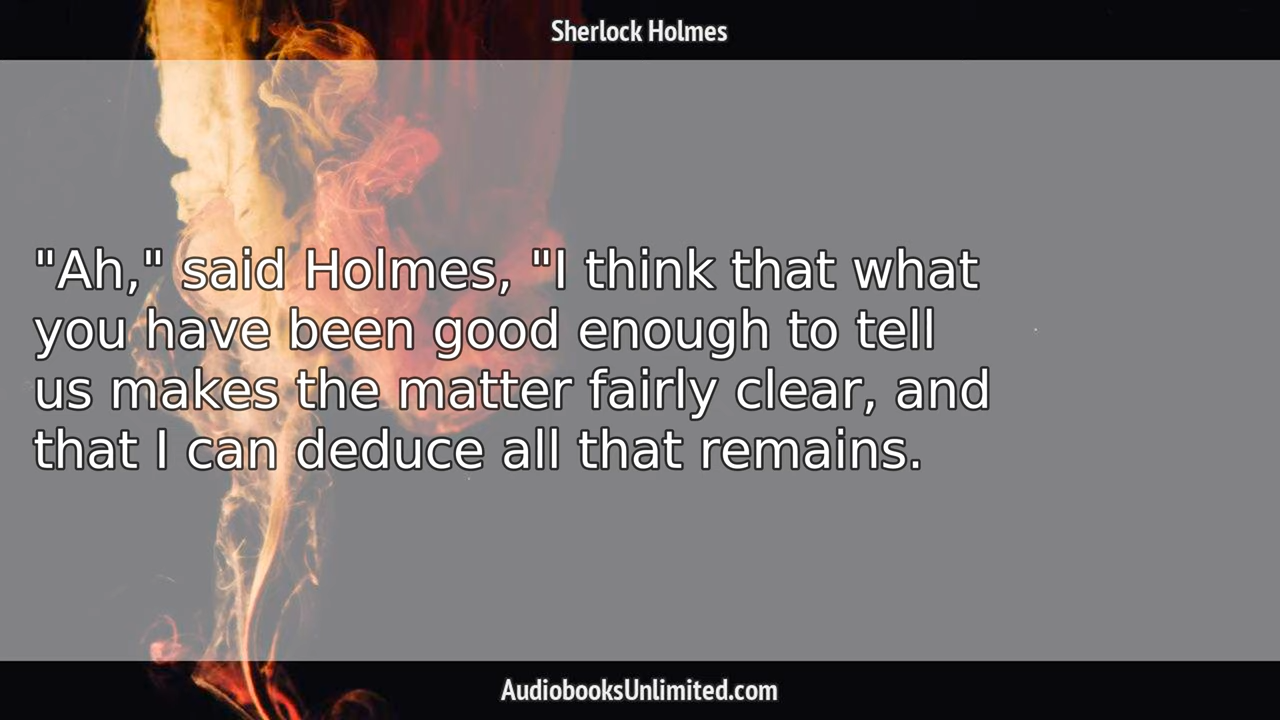 Sherlock Holmes
"Ah," said Holmes, "I think that what
you have been good enough to tell
us makes the matter fairly clear, and
that I can deduce all that remains.
AudiobooksUnlimited.com